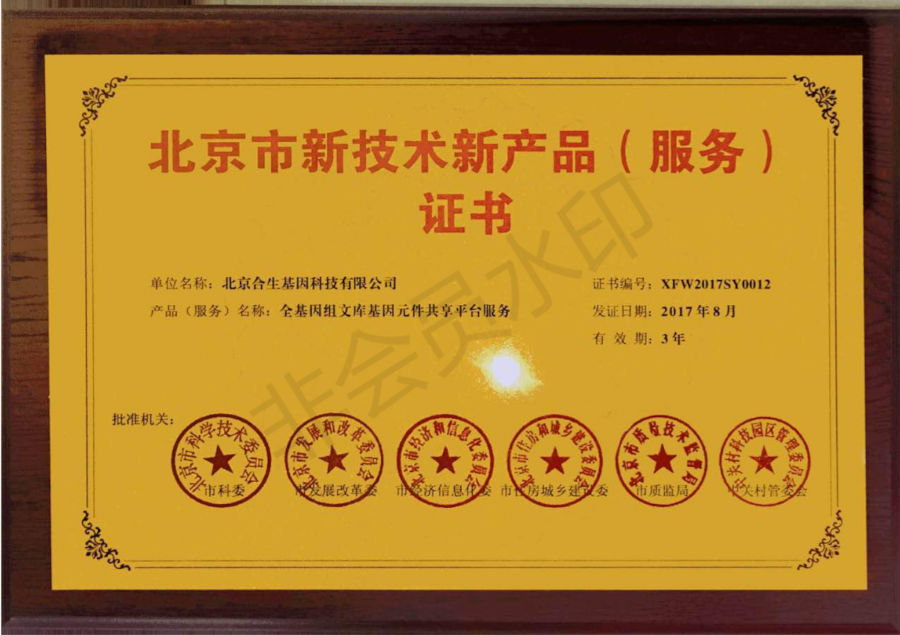 北京市新技术新产品（服务）
证书
单位名称：北京合生基因科技有限公司
证书编号：XFW2017SY0012
产品（服务）名称：全基因组文库基因元件共享平台服务
发证日期：2017年8月
有 效 期：3年
非会员水印
批准机关：
北京市科学技术委员会
北京市发展和改革委员会
北京市经济和信息化委员会
北京市住房和城乡建设委员会
北京市质量技术监督局
中关村科技园区管理委员会
市科委
市发展改革委
市经济信息化委
市住房城乡建设委
市质监局
中关村管委会